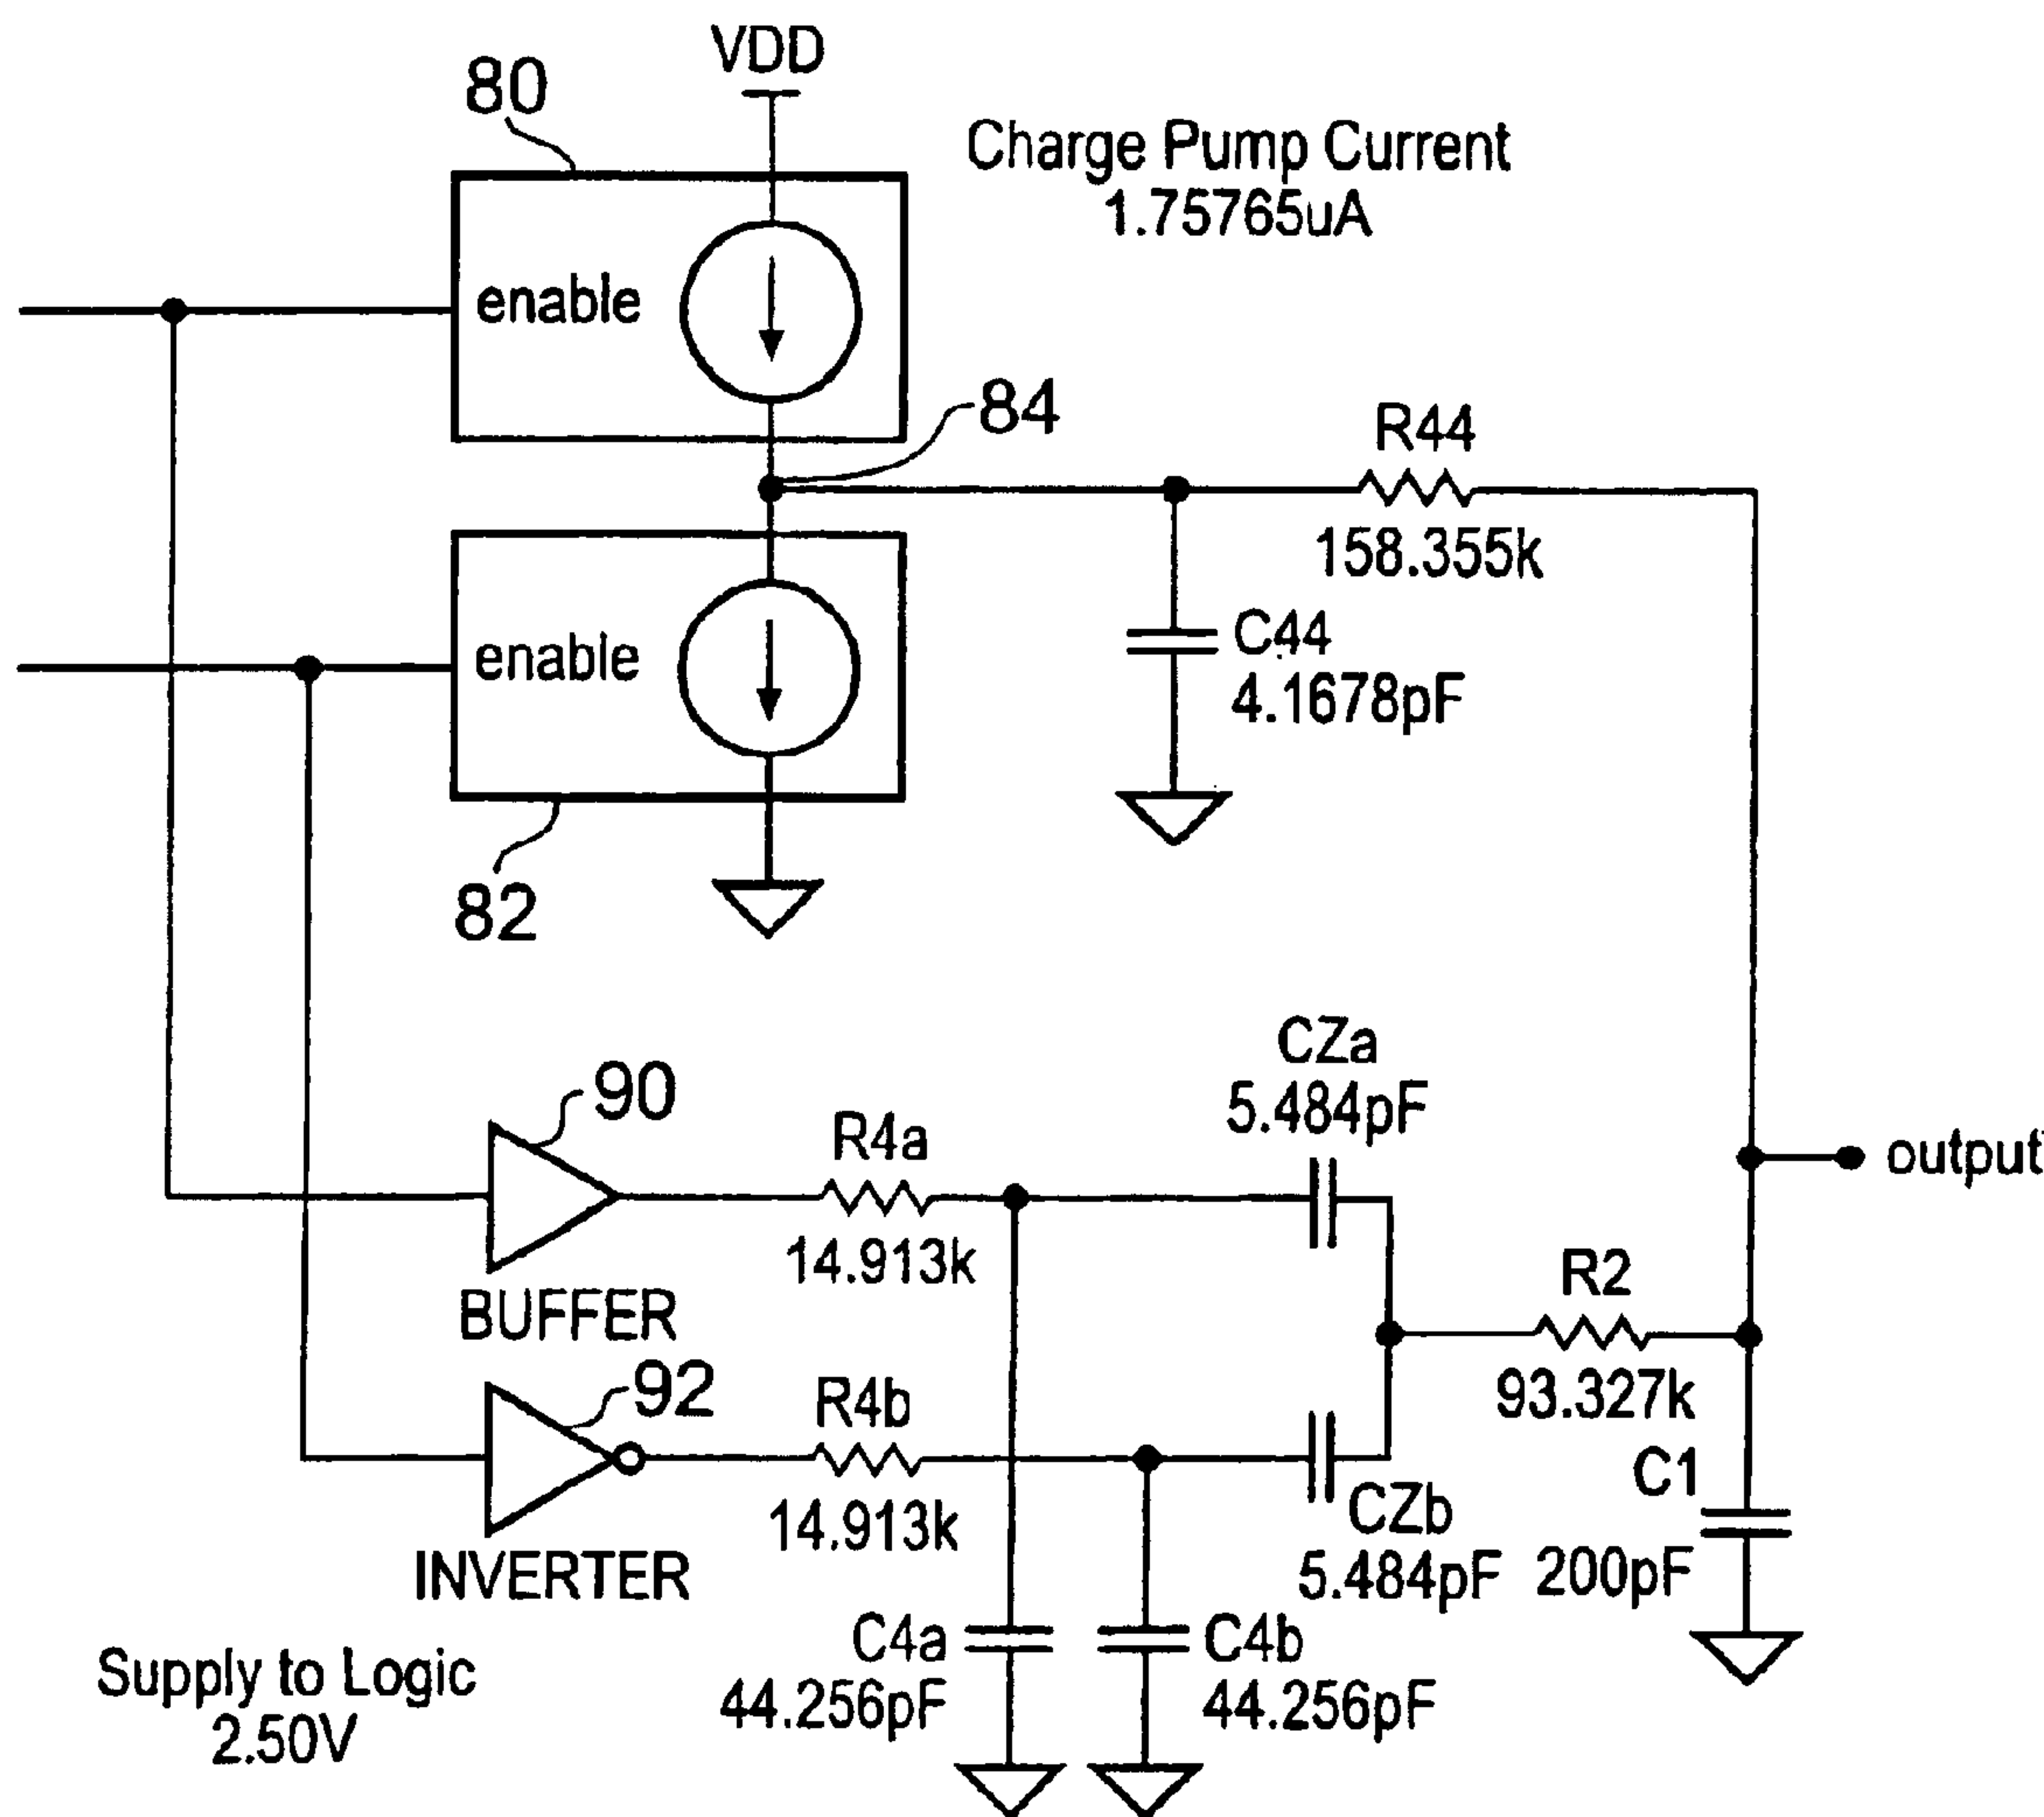 VDD
80
Charge Pump Current
1.75765uA
enable
84
R44
158.355k
enable
C44
4.1678pF
82
CZa
5.484pF
90
R4a
14.913k
output
BUFFER
R2
93.327k
92
R4b
14.913k
INVERTER
CZb
5.484pF
C1
200pF
C4a
44.256pF
C4b
44.256pF
Supply to Logic
2.50V